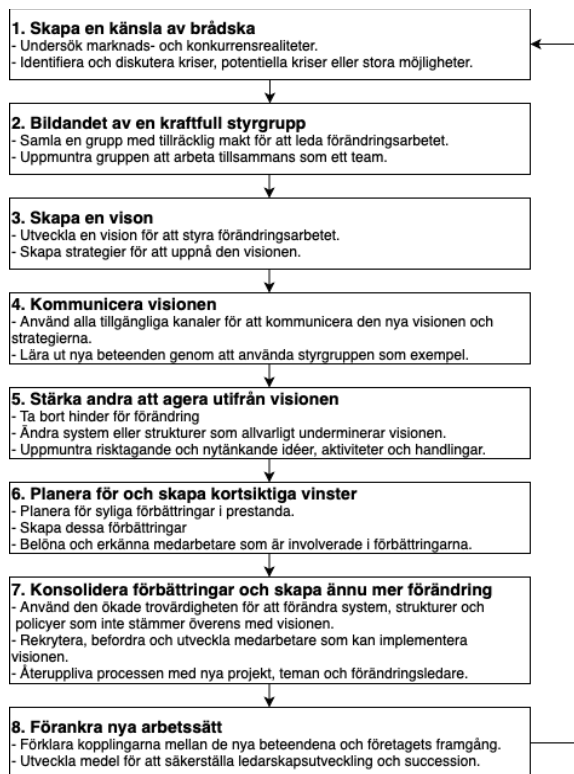 1. Skapa en känsla av brådska
- Undersök marknads- och konkurrensrealiteter.
- Identifiera och diskutera kriser, potentiella kriser eller stora möjligheter.
2. Bildandet av en kraftfull styrgrupp
- Samla en grupp med tillräcklig makt för att leda förändringsarbetet.
- Uppmuntra gruppen att arbeta tillsammans som ett team.
3. Skapa en vison
- Utveckla en vision för att styra förändringsarbetet.
- Skapa strategier för att uppnå den visionen.
4. Kommunicera visionen
- Använd alla tillgängliga kanaler för att kommunicera den nya visionen och
strategierna.
- Lära ut nya beteenden genom att använda styrgruppen som exempel.
5. Stärka andra att agera utifrån visionen
- Ta bort hinder för förändring
- Ändra system eller strukturer som allvarligt underminerar visionen.
- Uppmuntra risktagande och nytänkande idéer, aktiviteter och handlingar.
6. Planera för och skapa kortsiktiga vinster
- Planera för syliga förbättringar i prestanda.
- Skapa dessa förbättringar
- Belöna och erkänna medarbetare som är involverade i förbättringarna.
7. Konsolidera förbättringar och skapa ännu mer förändring
- Använd den ökade trovärdigheten för att förändra system, strukturer och
policyer som inte stämmer överens med visionen.
- Rekrytera, befordra och utveckla medarbetare som kan implementera
visionen.
- Återuppliva processen med nya projekt, teman och förändringsledare.
8. Förankra nya arbetssätt
- Förklara kopplingarna mellan de nya beteendena och företagets framgång.
- Utveckla medel för att säkerställa ledarskapsutveckling och succession.